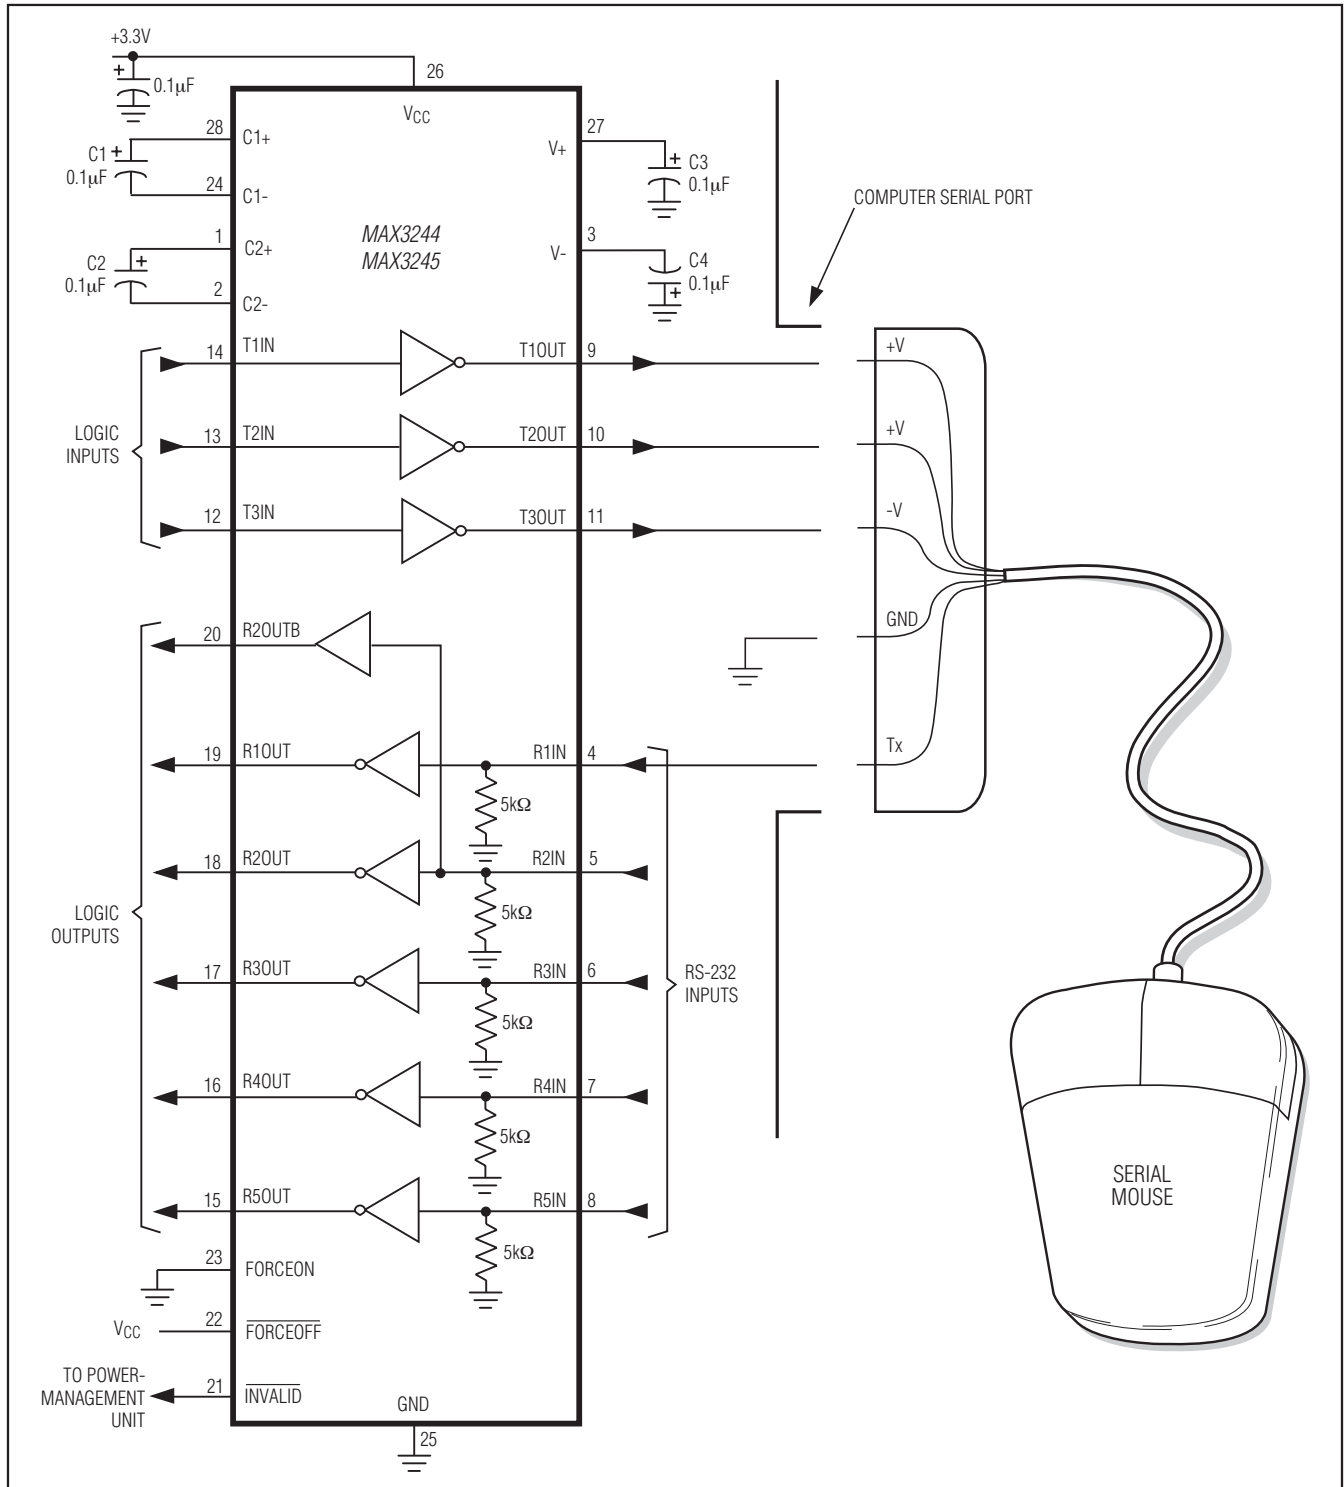 +3.3V
0.1μF
26
VCC
28
C1+
C1
0.1μF
24
C1-
1
C2+
C2
0.1μF
2
C2-
MAX3244
MAX3245
27
V+
C3
0.1μF
3
V-
C4
0.1μF
COMPUTER SERIAL PORT
LOGIC
INPUTS
14
T1IN
T1OUT
9
13
T2IN
T2OUT
10
12
T3IN
T3OUT
11
+V
+V
-V
GND
Tx
LOGIC
OUTPUTS
20
R2OUTB
19
R1OUT
R1IN
4
5kΩ
18
R2OUT
R2IN
5
5kΩ
17
R3OUT
R3IN
6
5kΩ
16
R4OUT
R4IN
7
5kΩ
15
R5OUT
R5IN
8
5kΩ
RS-232
INPUTS
23
FORCEON
VCC
22
FORCEOFF
TO POWER-
MANAGEMENT
UNIT
21
INVALID
GND
25
SERIAL
MOUSE